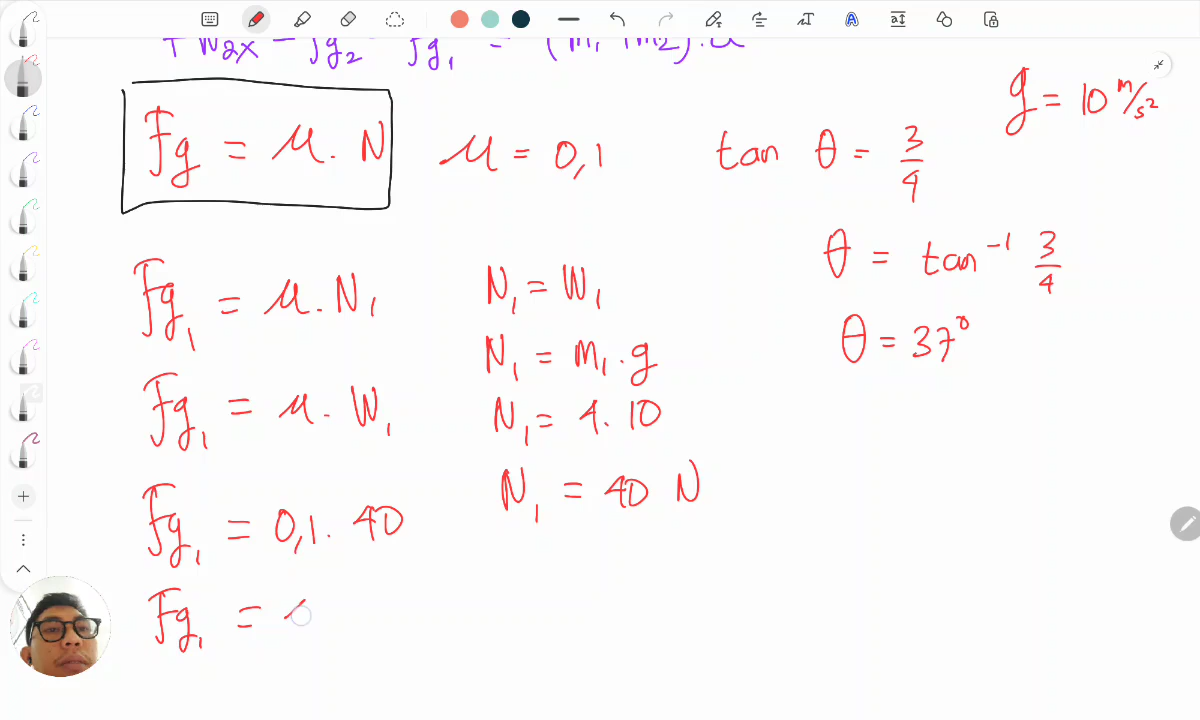 + W2x − fg2 − fg1 = (m1 + m2) . a
Fg = μ . N
μ = 0,1
tan θ = 3/4
g = 10 m/s²
θ = tan⁻¹ 3/4
θ = 37°
Fg1 = μ . N1
Fg1 = μ . W1
Fg1 = 0,1 . 40
Fg1 =
N1 = W1
N1 = m1 . g
N1 = 4 . 10
N1 = 40 N